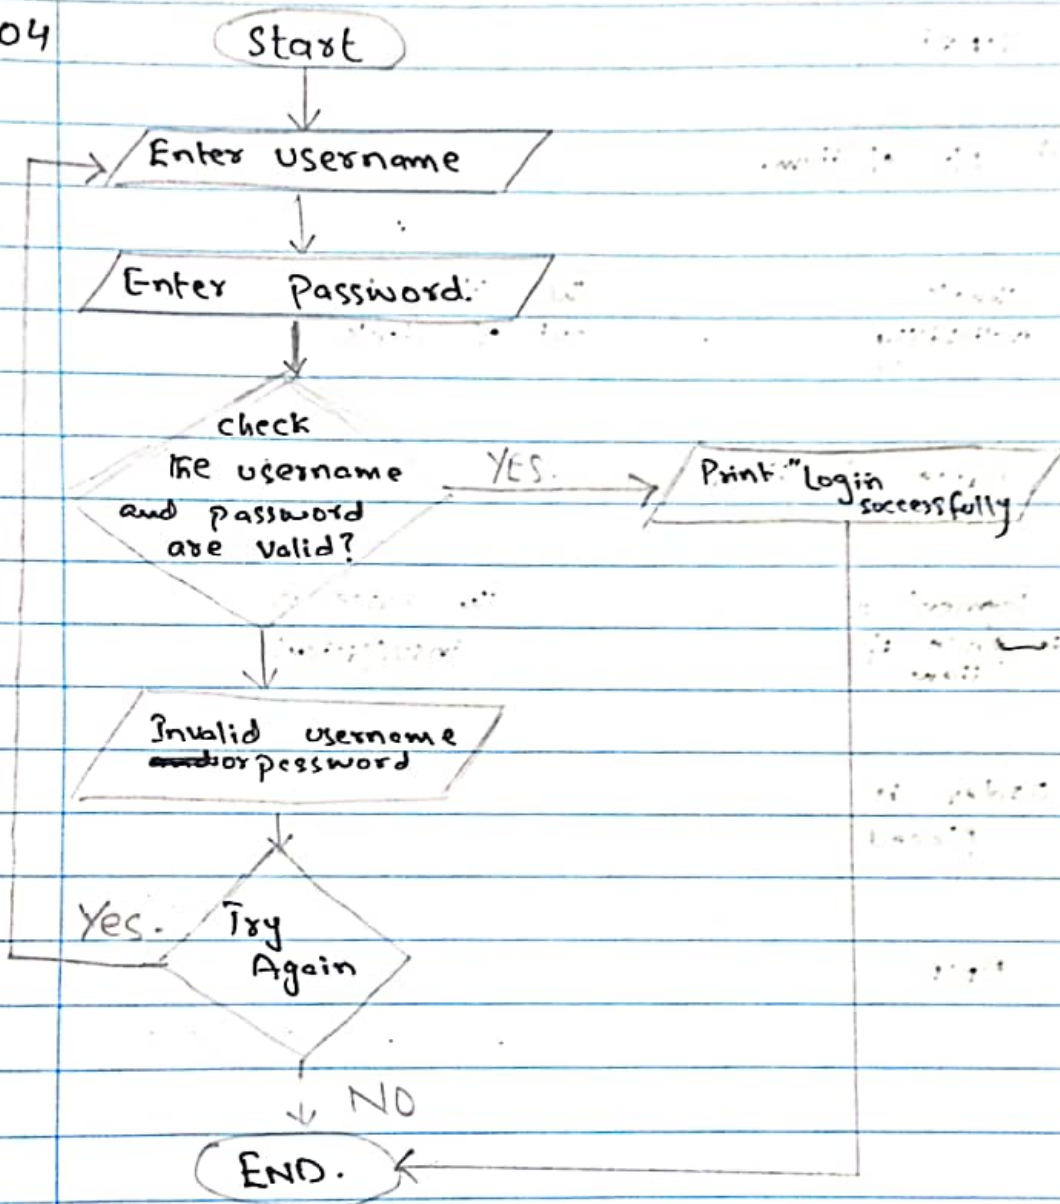 04
Start
Enter username
Enter Password.
check
the username
and password
are valid?
YES.
Print "Login
successfully
Invalid username
or pessword
Yes.
Try
Again
NO
END.